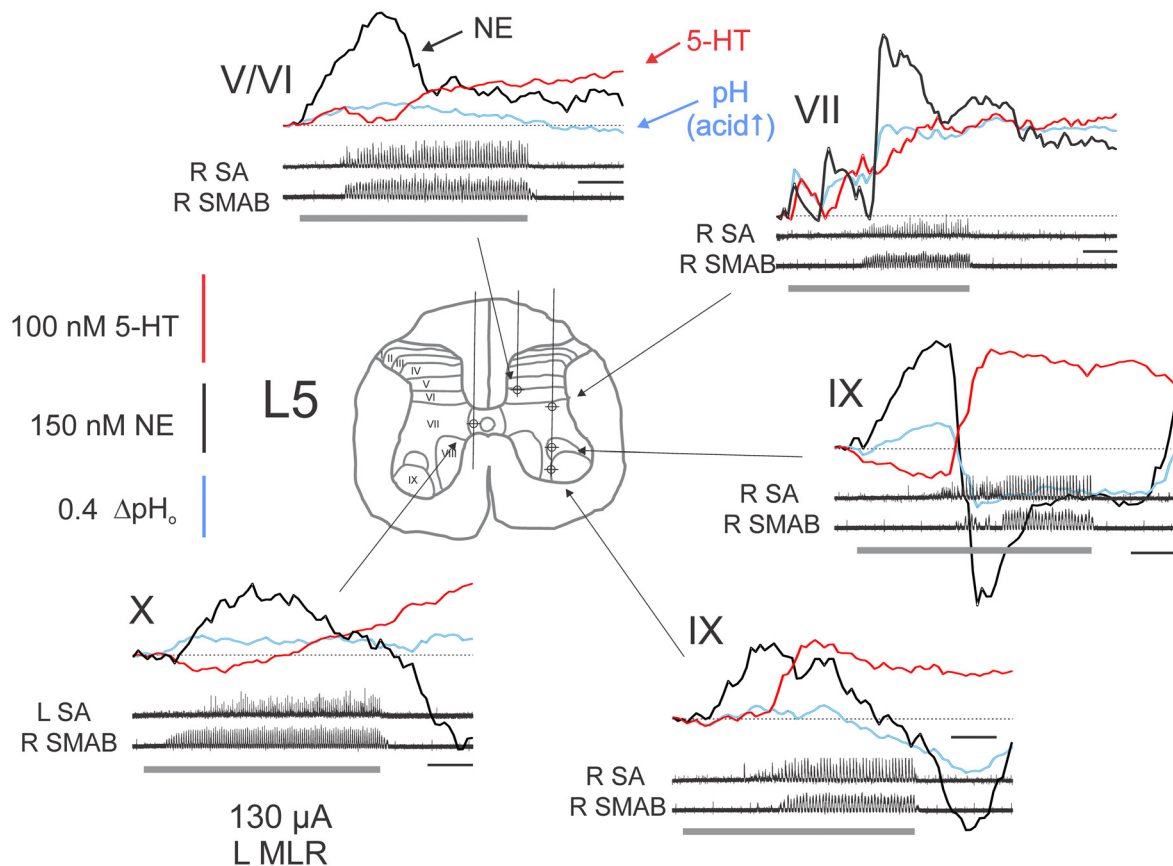 NE
5-HT
pH
(acid↑)
V/VI
R SA
R SMAB
VII
R SA
R SMAB
100 nM 5-HT
150 nM NE
0.4 ΔpHₒ
L5
II
III
IV
V
VI
VII
VIII
IX
IX
R SA
R SMAB
X
L SA
R SMAB
IX
R SA
R SMAB
130 µA
L MLR